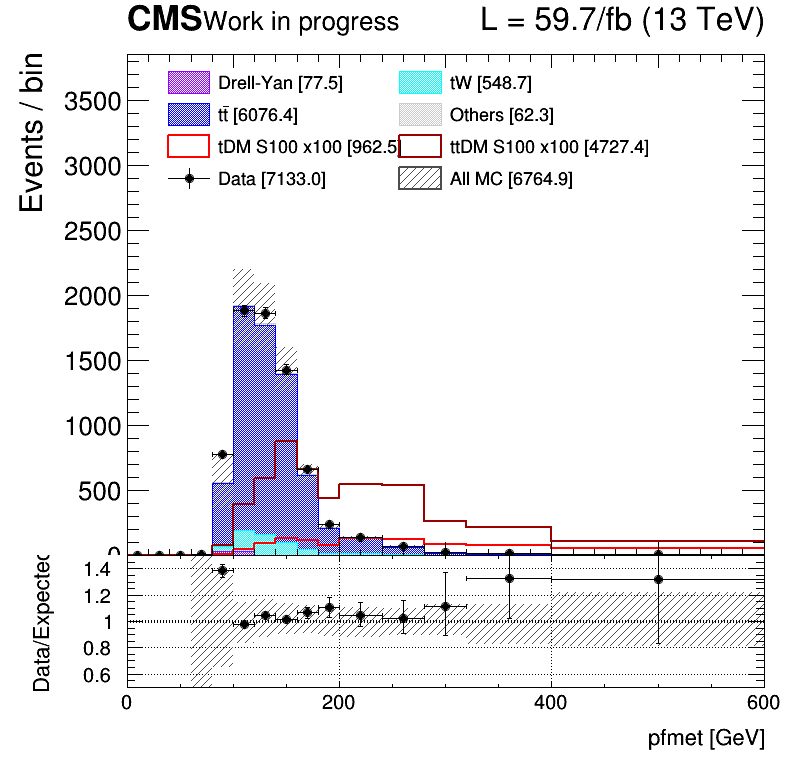 CMS Work in progress L = 59.7/fb (13 TeV)
Events / bin
3500
3000
2500
2000
1500
1000
500
0
Drell-Yan [77.5] tW [548.7]
tt̄ [6076.4] Others [62.3]
tDM S100 x100 [962.5] ttDM S100 x100 [4727.4]
Data [7133.0] All MC [6764.9]
Data/Expected
1.4
1.2
1
0.8
0.6
0 200 400 600
pfmet [GeV]